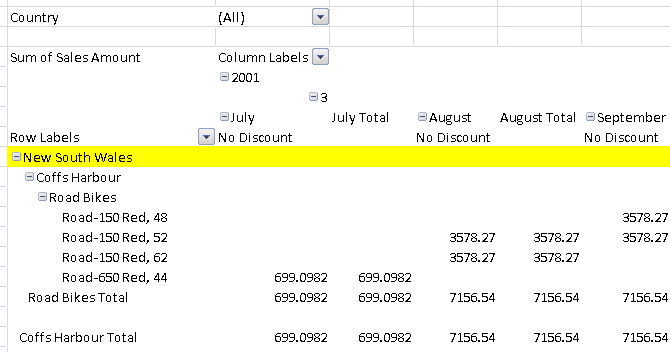 Country (All)
Sum of Sales Amount Column Labels
2001
3
July July Total August August Total September
Row Labels No Discount No Discount No Discount
New South Wales
Coffs Harbour
Road Bikes
Road-150 Red, 48 3578.27
Road-150 Red, 52 3578.27 3578.27 3578.27
Road-150 Red, 62 3578.27 3578.27
Road-650 Red, 44 699.0982 699.0982
Road Bikes Total 699.0982 699.0982 7156.54 7156.54 7156.54
Coffs Harbour Total 699.0982 699.0982 7156.54 7156.54 7156.54